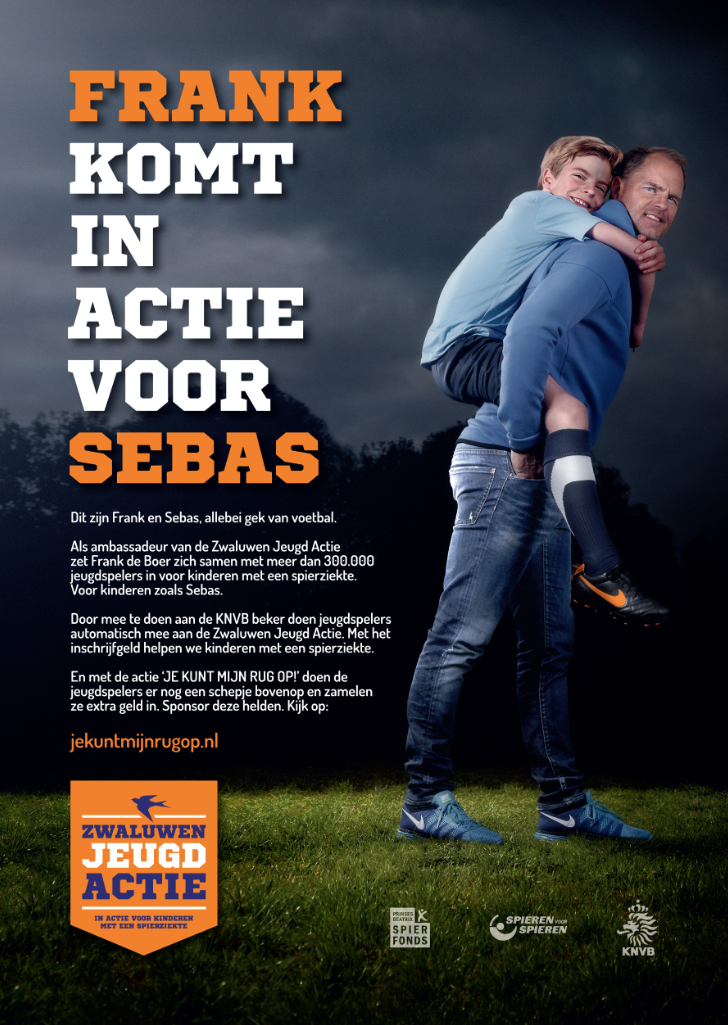 FRANK
KOMT
IN
ACTIE
VOOR
SEBAS
Dit zijn Frank en Sebas, allebei gek van voetbal.
Als ambassadeur van de Zwaluwen Jeugd Actie
zet Frank de Boer zich samen met meer dan 300.000
jeugdspelers in voor kinderen met een spierziekte.
Voor kinderen zoals Sebas.
Door mee te doen aan de KNVB beker doen jeugdspelers
automatisch mee aan de Zwaluwen Jeugd Actie. Met het
inschrijfgeld helpen we kinderen met een spierziekte.
En met de actie ‘JE KUNT MIJN RUG OP!’ doen de
jeugdspelers er nog een schepje bovenop en zamelen
ze extra geld in. Sponsor deze helden. Kijk op:
jekuntmijnrugop.nl
ZWALUWEN
JEUGD
ACTIE
IN ACTIE VOOR KINDEREN
MET EEN SPIERZIEKTE
PRINSES
BEATRIX
SPIER
FONDS
SPIEREN VOOR
SPIEREN
KNVB